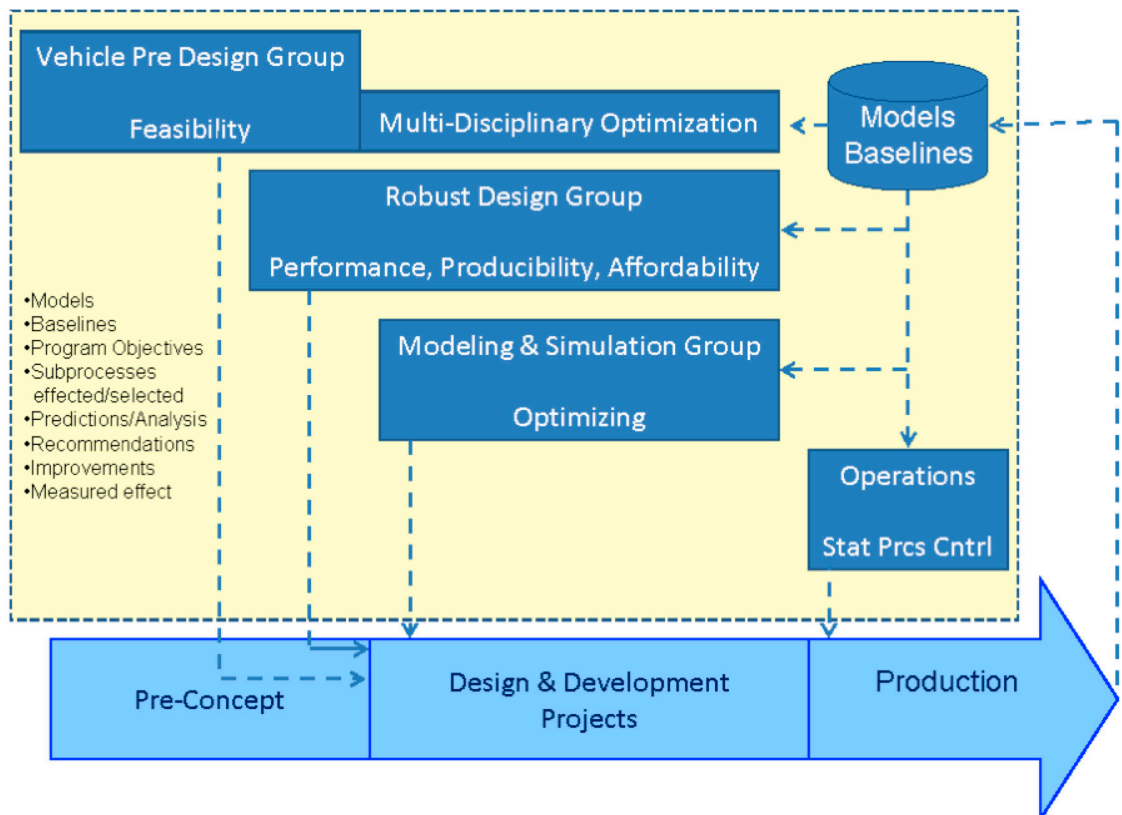 Vehicle Pre Design Group
Feasibility
Multi-Disciplinary Optimization
Models
Baselines
Robust Design Group
Performance, Producibility, Affordability
•Models
•Baselines
•Program Objectives
•Subprocesses
effected/selected
•Predictions/Analysis
•Recommendations
•Improvements
•Measured effect
Modeling & Simulation Group
Optimizing
Operations
Stat Prcs Cntrl
Pre-Concept
Design & Development
Projects
Production